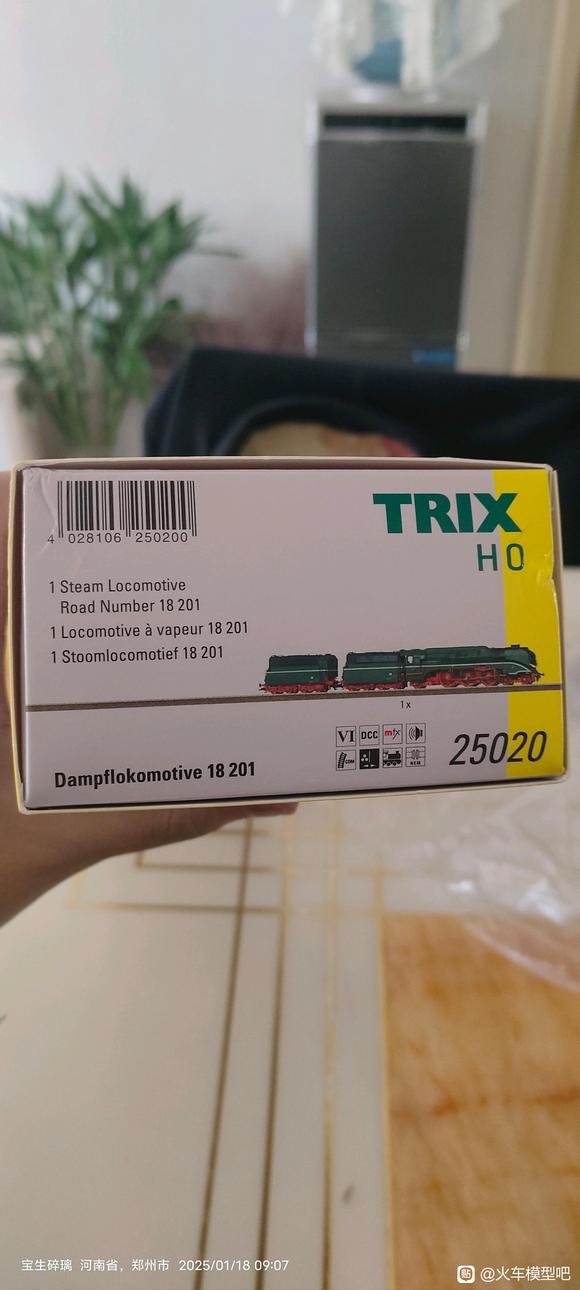 4 028106 250200
TRIX
H0
1 Steam Locomotive
Road Number 18 201
1 Locomotive à vapeur 18 201
1 Stoomlocomotief 18 201
1 x
VI DCC mfx
25020
Dampflokomotive 18 201
宝生碎璃 河南省，郑州市 2025/01/18 09:07
贴 @火车模型吧